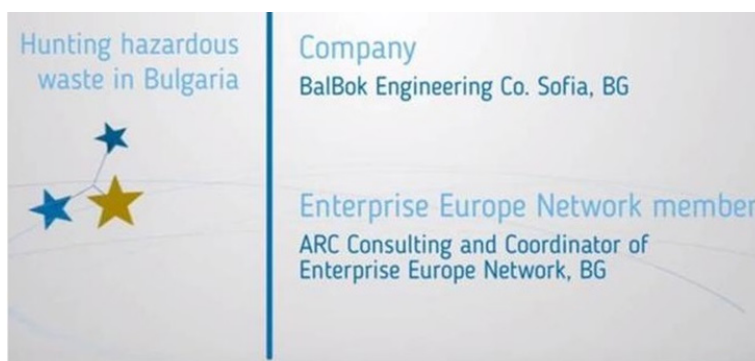 Hunting hazardous
waste in Bulgaria
Company
BalBok Engineering Co. Sofia, BG
Enterprise Europe Network member
ARC Consulting and Coordinator of
Enterprise Europe Network, BG